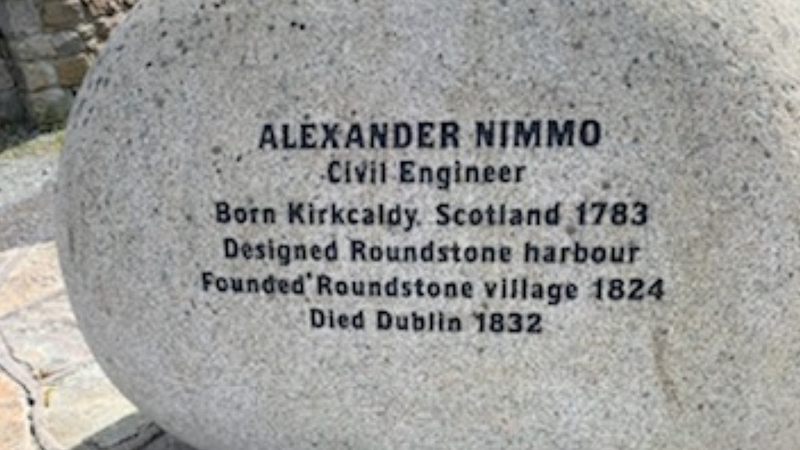 ALEXANDER NIMMO
Civil Engineer
Born Kirkcaldy, Scotland 1783
Designed Roundstone harbour
Founded Roundstone village 1824
Died Dublin 1832